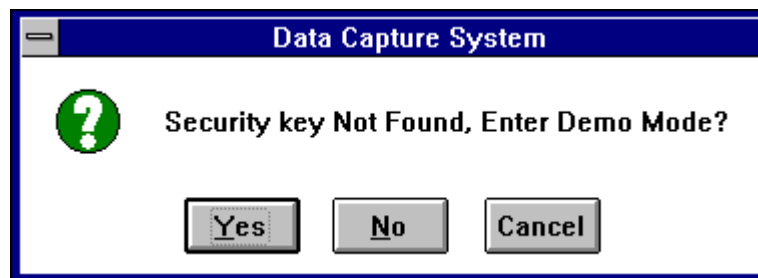 Data Capture System
Security key Not Found, Enter Demo Mode?
Yes No Cancel